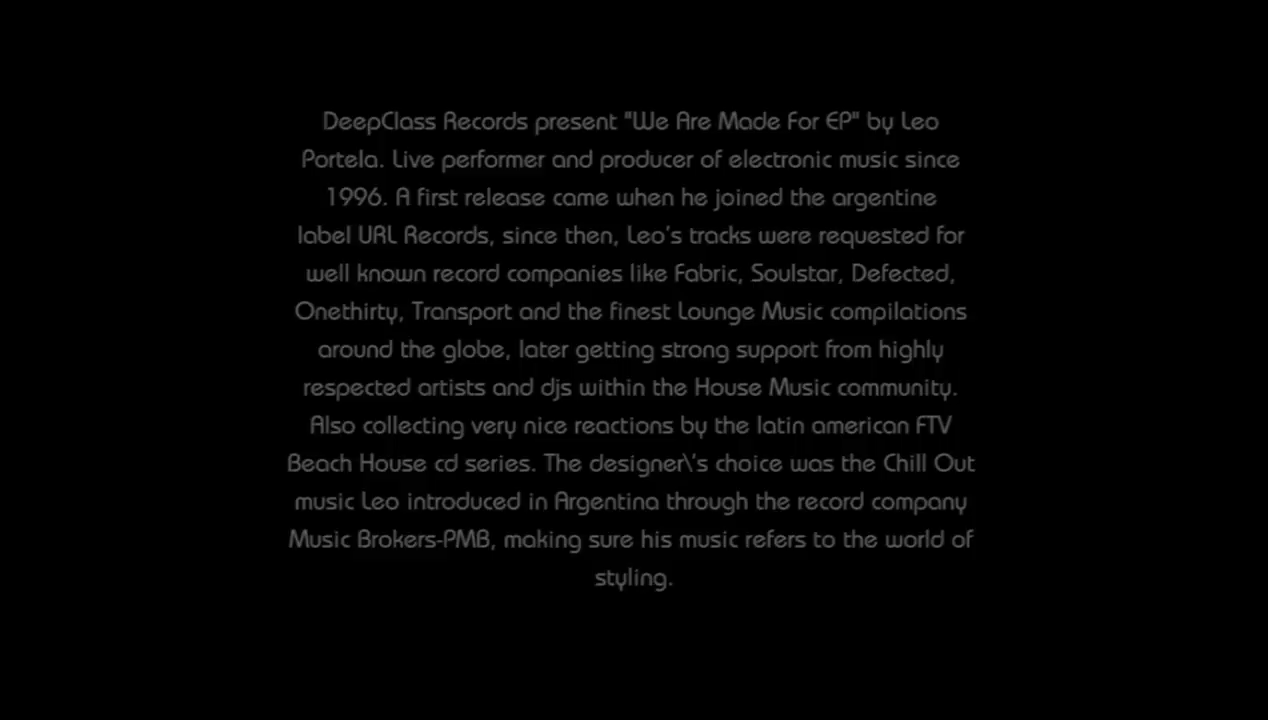 DeepClass Records present "We Are Made For EP" by Leo
Portela. Live performer and producer of electronic music since
1996. A first release came when he joined the argentine
label URL Records, since then, Leo's tracks were requested for
well known record companies like Fabric, Soulstar, Defected,
Onethirty, Transport and the finest Lounge Music compilations
around the globe, later getting strong support from highly
respected artists and djs within the House Music community.
Also collecting very nice reactions by the latin american FTV
Beach House cd series. The designer\'s choice was the Chill Out
music Leo introduced in Argentina through the record company
Music Brokers-PMB, making sure his music refers to the world of
styling.